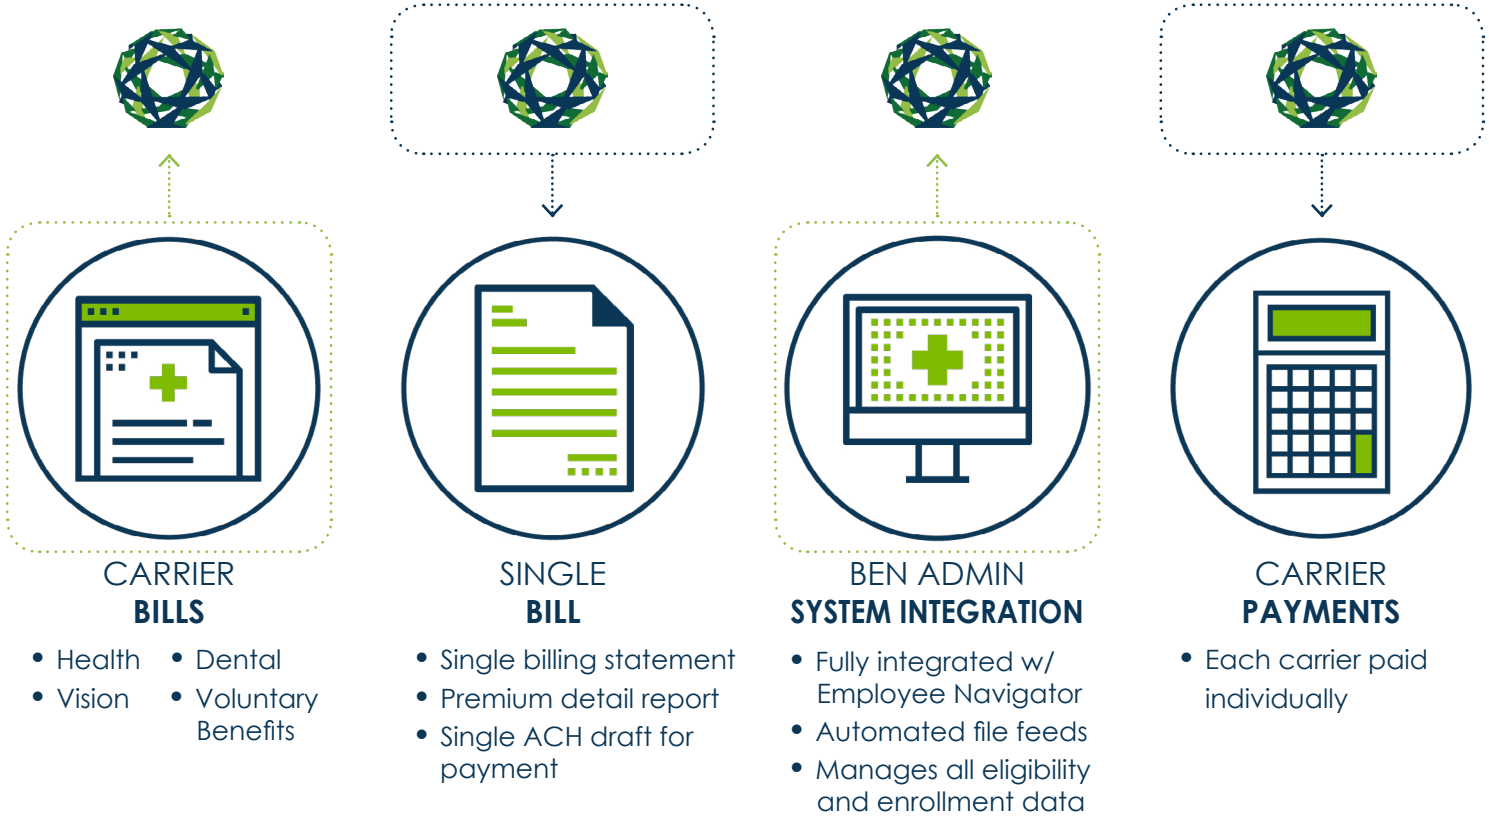 CARRIER
BILLS
• Health
• Vision
• Dental
• Voluntary
Benefits
SINGLE
BILL
• Single billing statement
• Premium detail report
• Single ACH draft for
payment
BEN ADMIN
SYSTEM INTEGRATION
• Fully integrated w/
Employee Navigator
• Automated file feeds
• Manages all eligibility
and enrollment data
CARRIER
PAYMENTS
• Each carrier paid
individually